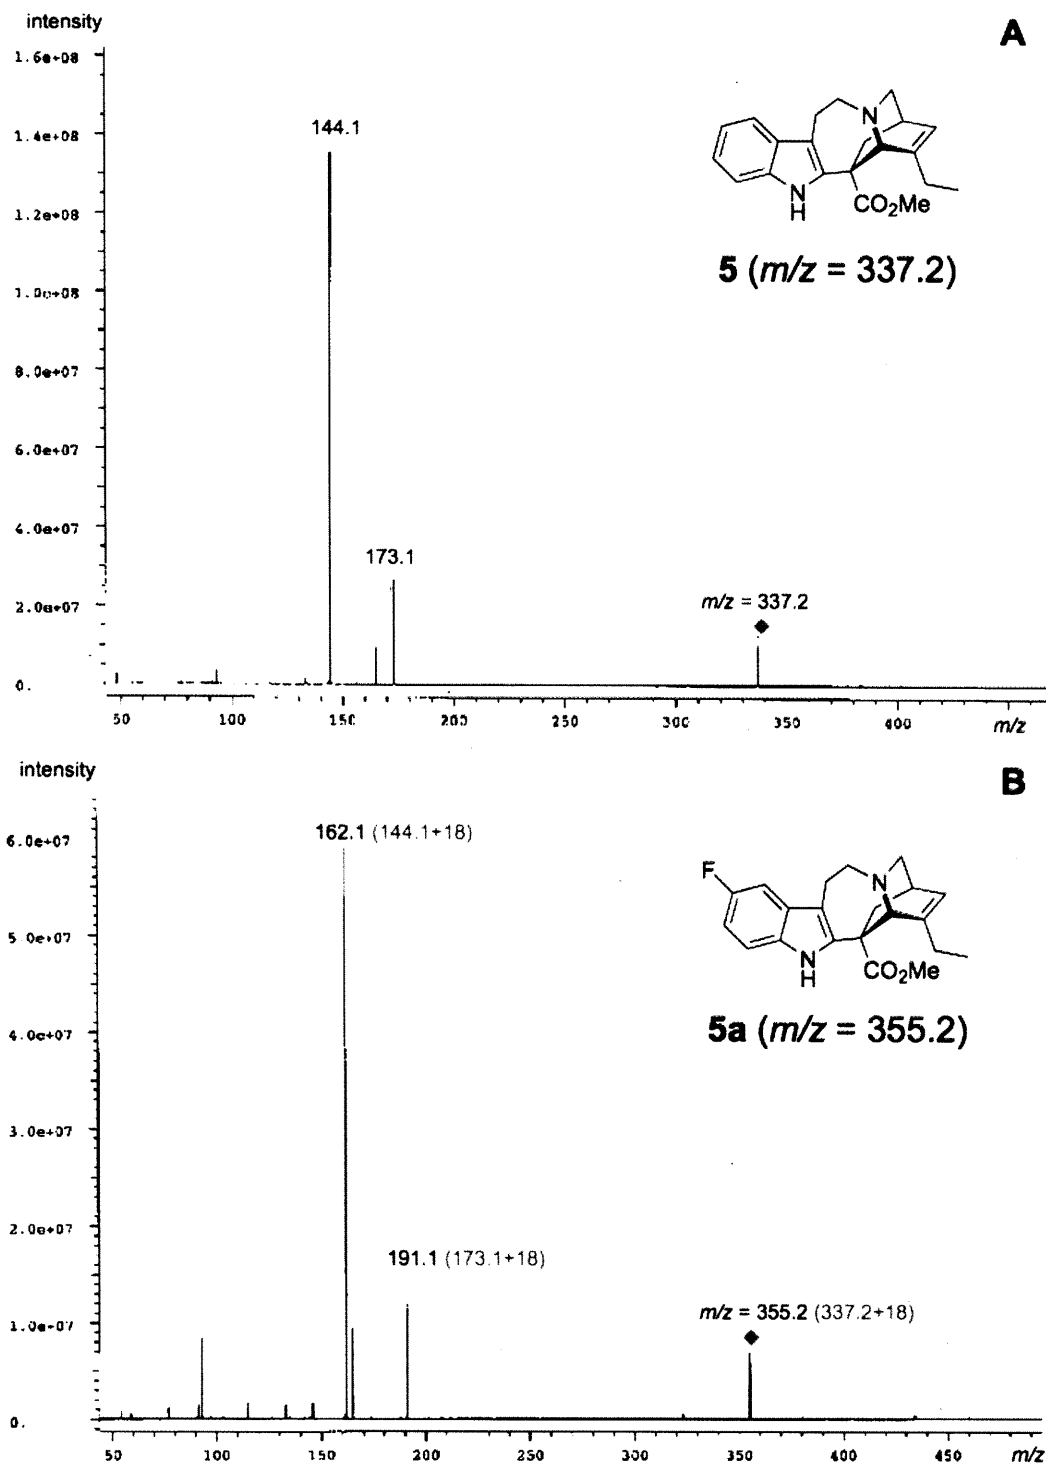 intensity
A
1.6e+08
144.1
1.4e+08
N
1.2e+08
N
H
CO2Me
5 (m/z = 337.2)
1.0e+08
8.0e+07
6.0e+07
173.1
4.0e+07
m/z = 337.2
2.0e+07
0.
50 100 150 200 250 300 350 400 m/z
intensity
B
162.1 (144.1+18)
6.0e+07
F
N
5.0e+07
N
H
CO2Me
5a (m/z = 355.2)
4.0e+07
3.0e+07
2.0e+07
191.1 (173.1+18)
m/z = 355.2 (337.2+18)
1.0e+07
0.
50 100 150 200 250 300 350 400 450 m/z